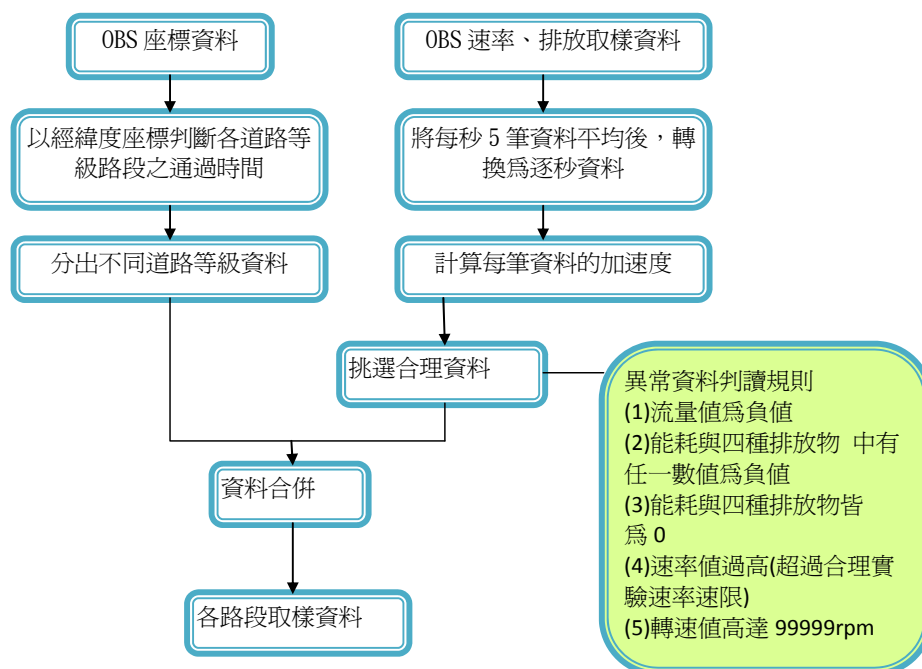 OBS 座標資料
OBS 速率、排放取樣資料
以經緯度座標判斷各道路等
級路段之通過時間
將每秒 5 筆資料平均後，轉
換爲逐秒資料
分出不同道路等級資料
計算每筆資料的加速度
挑選合理資料
異常資料判讀規則
(1)流量值爲負值
(2)能耗與四種排放物 中有
任一數值爲負值
(3)能耗與四種排放物皆
爲 0
(4)速率值過高(超過合理實
驗速率速限)
(5)轉速值高達 99999rpm
資料合併
各路段取樣資料